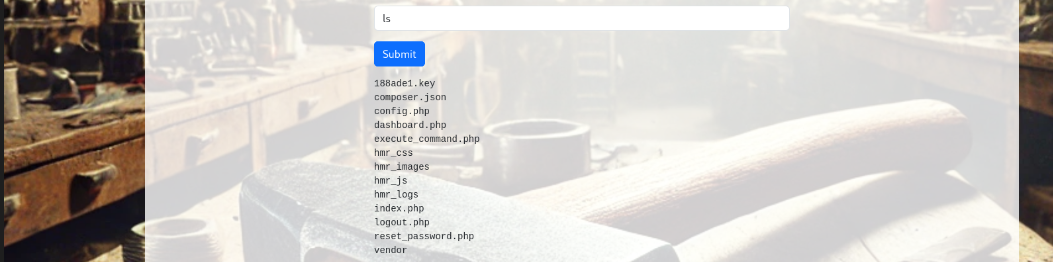 ls
Submit
188ade1.key
composer.json
config.php
dashboard.php
execute_command.php
hmr_css
hmr_images
hmr_js
hmr_logs
index.php
logout.php
reset_password.php
vendor